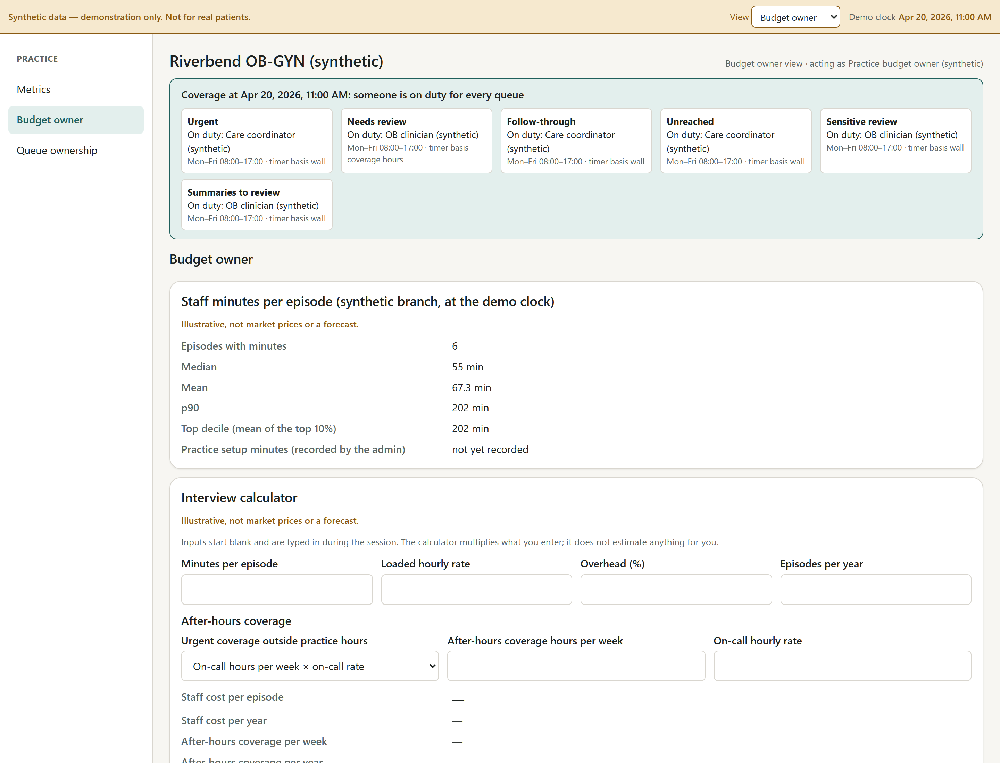 Synthetic data — demonstration only. Not for real patients.
View Budget owner Demo clock Apr 20, 2026, 11:00 AM
PRACTICE
Metrics
Budget owner
Queue ownership
Riverbend OB-GYN (synthetic)
Budget owner view · acting as Practice budget owner (synthetic)
Coverage at Apr 20, 2026, 11:00 AM: someone is on duty for every queue
Urgent
On duty: Care coordinator
(synthetic)
Mon–Fri 08:00–17:00 · timer basis wall
Needs review
On duty: OB clinician (synthetic)
Mon–Fri 08:00–17:00 · timer basis
coverage hours
Follow-through
On duty: Care coordinator
(synthetic)
Mon–Fri 08:00–17:00 · timer basis wall
Unreached
On duty: Care coordinator
(synthetic)
Mon–Fri 08:00–17:00 · timer basis wall
Sensitive review
On duty: OB clinician (synthetic)
Mon–Fri 08:00–17:00 · timer basis wall
Summaries to review
On duty: OB clinician (synthetic)
Mon–Fri 08:00–17:00 · timer basis wall
Budget owner
Staff minutes per episode (synthetic branch, at the demo clock)
Illustrative, not market prices or a forecast.
Episodes with minutes 6
Median 55 min
Mean 67.3 min
p90 202 min
Top decile (mean of the top 10%) 202 min
Practice setup minutes (recorded by the admin) not yet recorded
Interview calculator
Illustrative, not market prices or a forecast.
Inputs start blank and are typed in during the session. The calculator multiplies what you enter; it does not estimate anything for you.
Minutes per episode Loaded hourly rate Overhead (%) Episodes per year
After-hours coverage
Urgent coverage outside practice hours After-hours coverage hours per week On-call hourly rate
On-call hours per week × on-call rate
Staff cost per episode —
Staff cost per year —
After-hours coverage per week —
After-hours coverage per year —